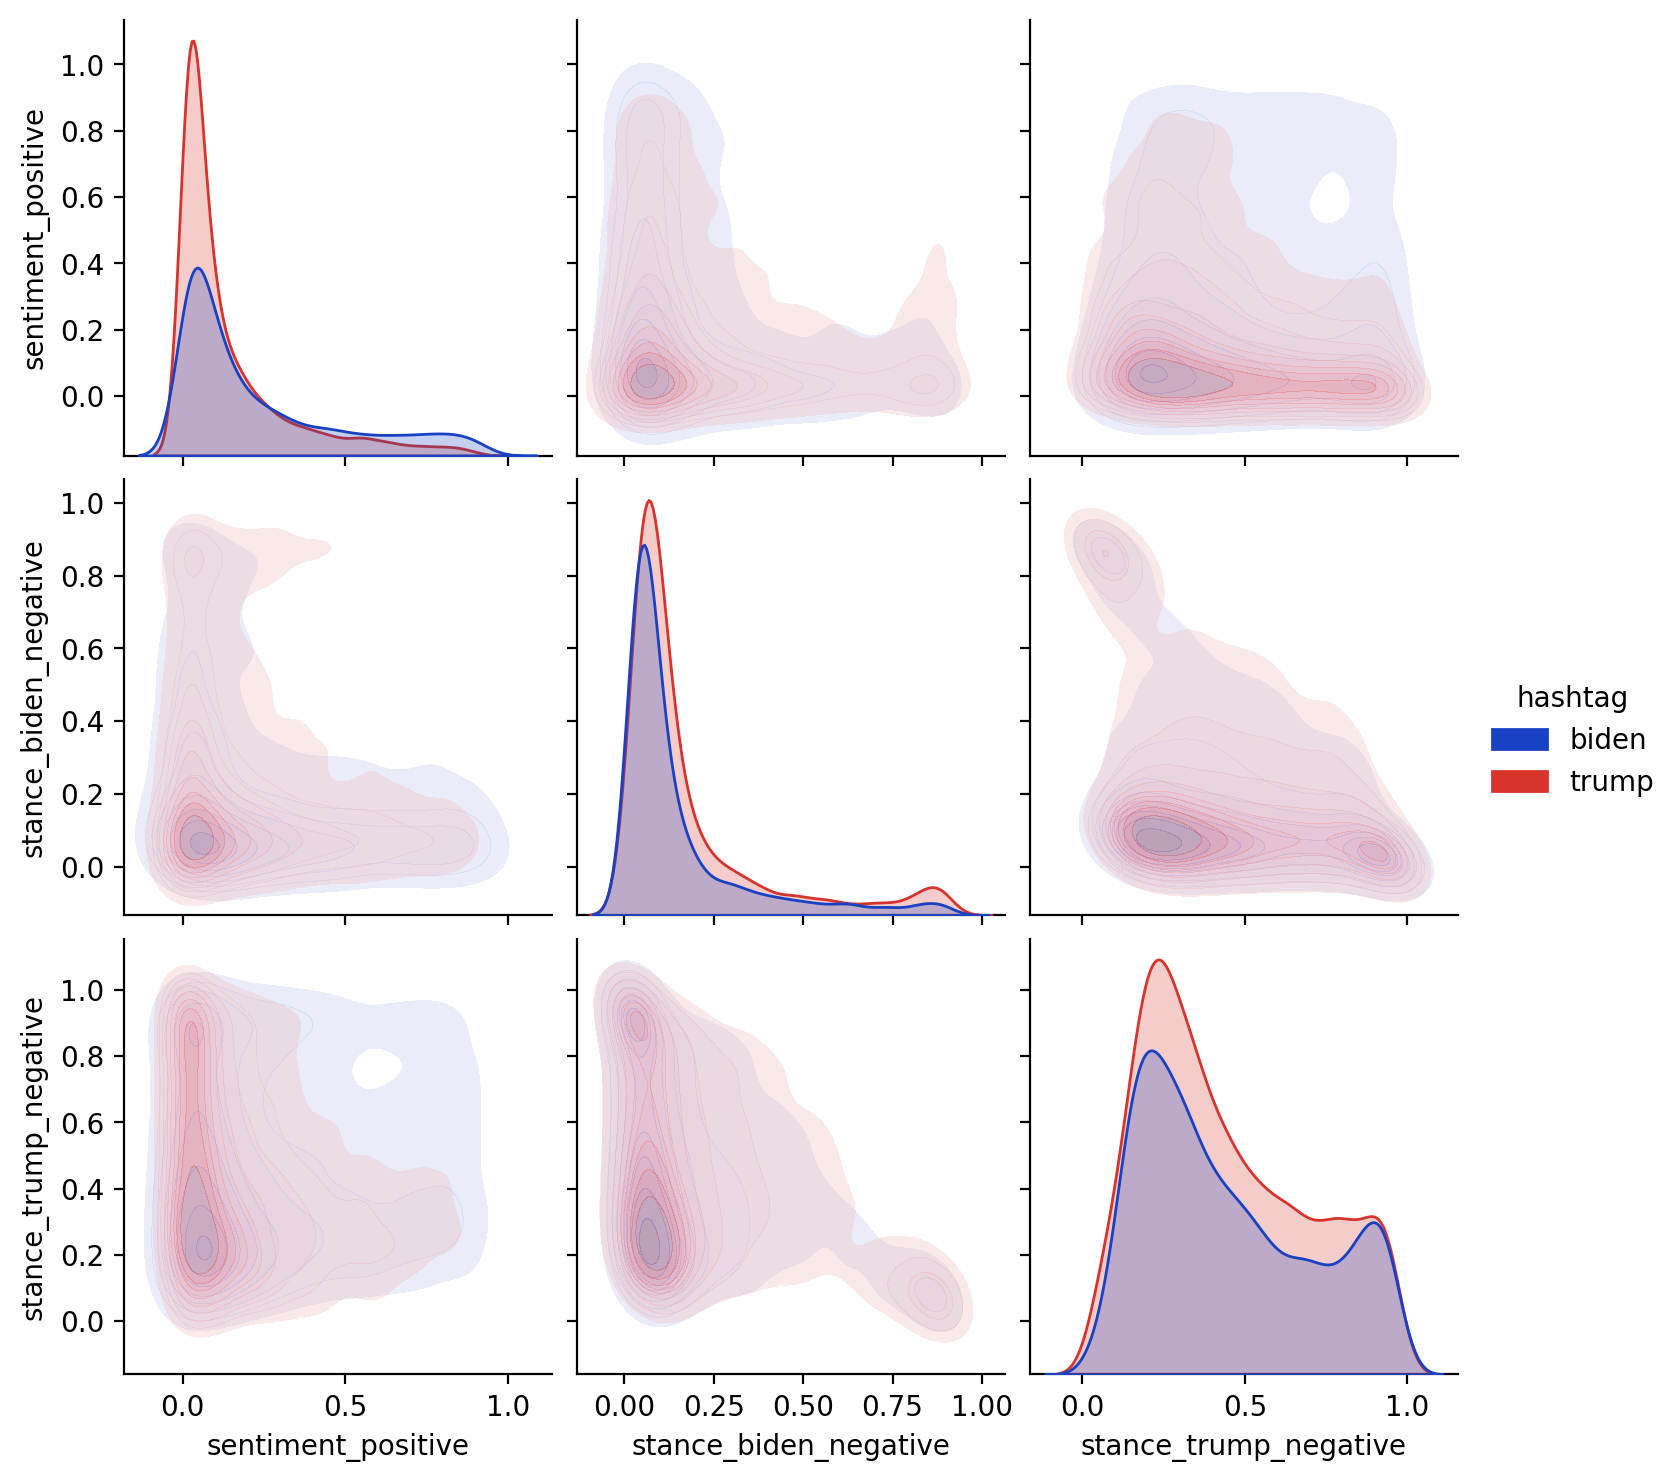 sentiment_positive
1.0
0.8
0.6
0.4
0.2
0.0
stance_biden_negative
1.0
0.8
0.6
0.4
0.2
0.0
hashtag
biden
trump
stance_trump_negative
1.0
0.8
0.6
0.4
0.2
0.0
0.0 0.5 1.0
0.00 0.25 0.50 0.75 1.00
0.0 0.5 1.0
sentiment_positive
stance_biden_negative
stance_trump_negative